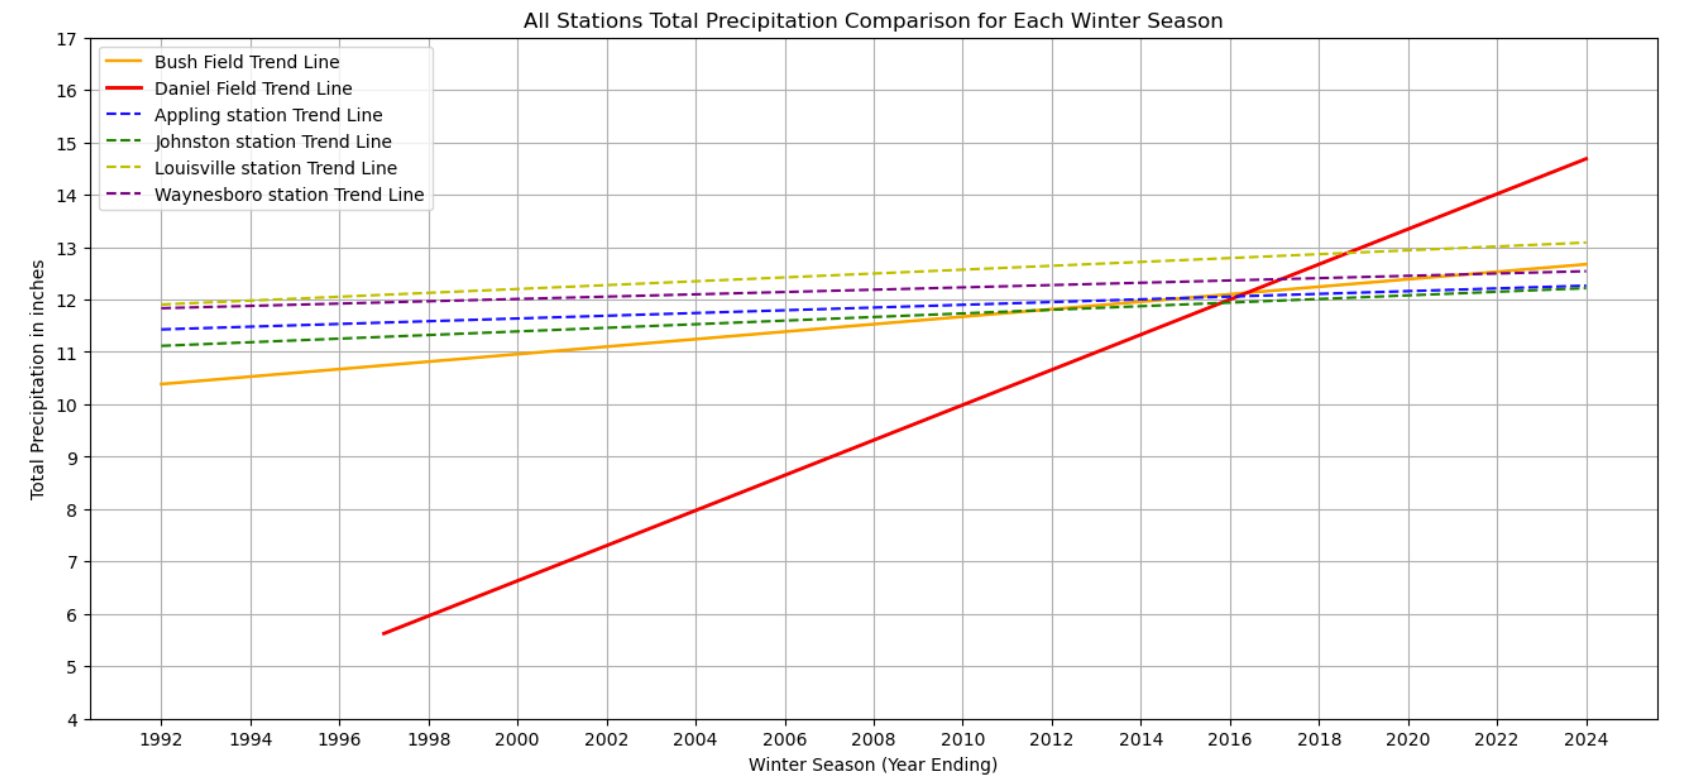 All Stations Total Precipitation Comparison for Each Winter Season
Total Precipitation in inches
17
16
15
14
13
12
11
10
9
8
7
6
5
4
Bush Field Trend Line
Daniel Field Trend Line
Appling station Trend Line
Johnston station Trend Line
Louisville station Trend Line
Waynesboro station Trend Line
1992 1994 1996 1998 2000 2002 2004 2006 2008 2010 2012 2014 2016 2018 2020 2022 2024
Winter Season (Year Ending)